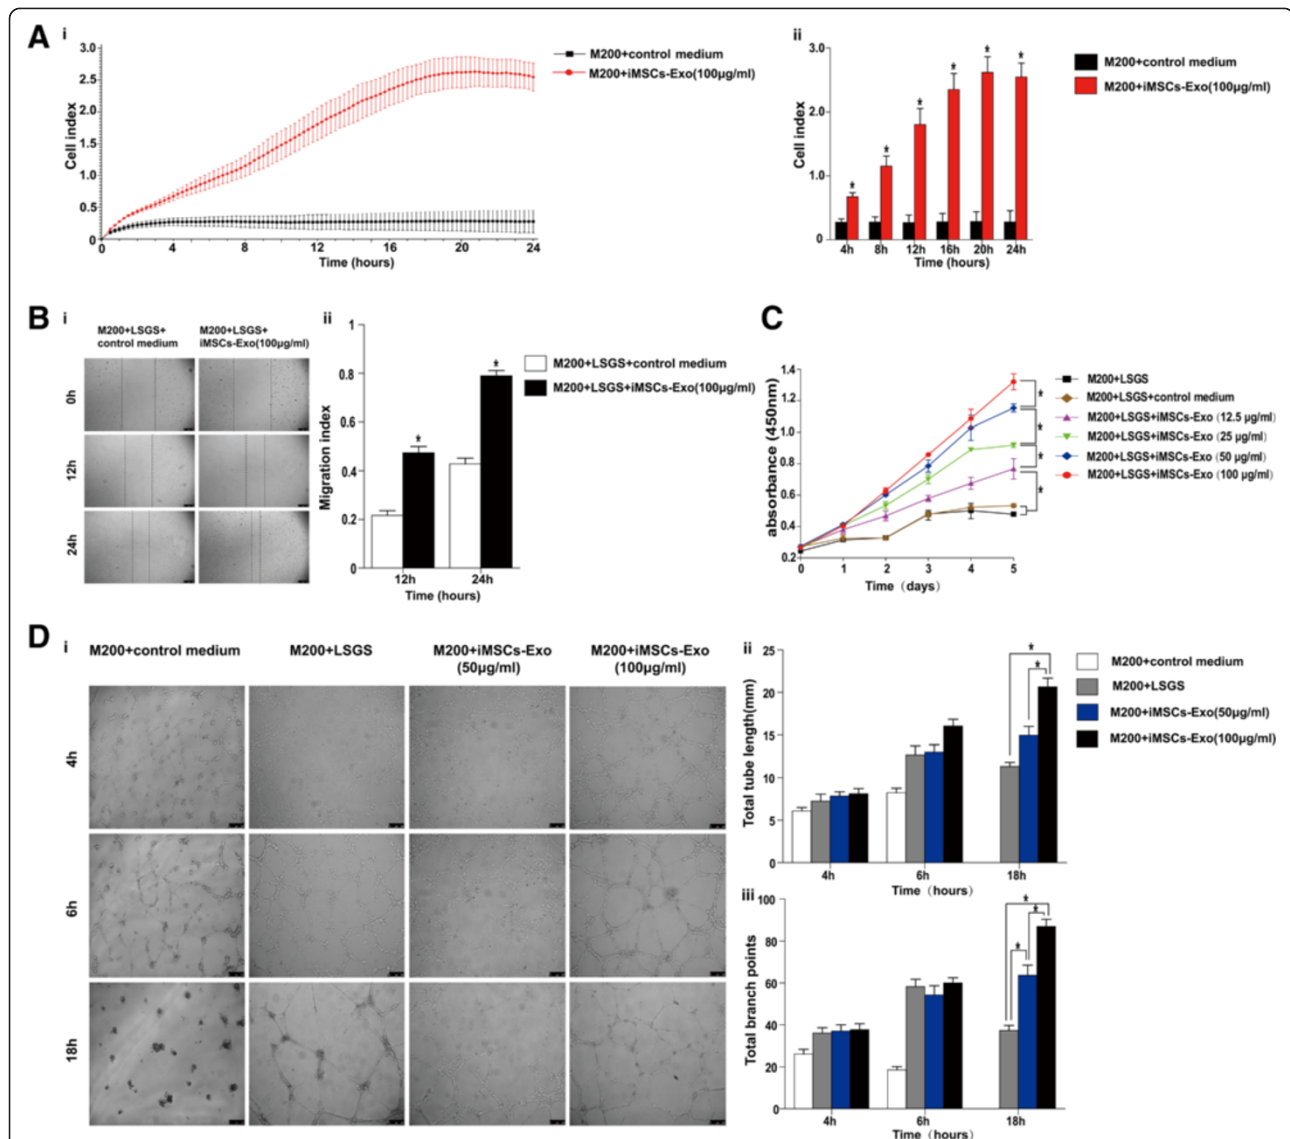 A
i
3.0
2.5
2.0
1.5
1.0
0.5
0
Cell index
0
4
8
12
16
20
24
Time (hours)
M200+control medium
M200+iMSCs-Exo(100μg/ml)
ii
3.0
2.0
1.0
0
Cell index
* * * * * *
4h 8h 12h 16h 20h 24h
Time (hours)
M200+control medium
M200+iMSCs-Exo(100μg/ml)
B
i
M200+LSGS+
control medium
M200+LSGS+
iMSCs-Exo(100μg/ml)
0h
12h
24h
ii
1
0.8
0.6
0.4
0.2
0
Migration index
* *
12h 24h
Time (hours)
M200+LSGS+control medium
M200+LSGS+iMSCs-Exo(100μg/ml)
C
1.4
1.2
1.0
0.8
0.6
0.4
0.2
absorbance (450nm)
0 1 2 3 4 5
Time (days)
*
*
*
*
M200+LSGS
M200+LSGS+control medium
M200+LSGS+iMSCs-Exo (12.5 μg/ml)
M200+LSGS+iMSCs-Exo (25 μg/ml)
M200+LSGS+iMSCs-Exo (50 μg/ml)
M200+LSGS+iMSCs-Exo (100 μg/ml)
D
i
M200+control medium
M200+LSGS
M200+iMSCs-Exo
(50μg/ml)
M200+iMSCs-Exo
(100μg/ml)
4h
6h
18h
ii
25
20
15
10
5
0
Total tube length(mm)
*
*
4h 6h 18h
Time (hours)
M200+control medium
M200+LSGS
M200+iMSCs-Exo(50μg/ml)
M200+iMSCs-Exo(100μg/ml)
iii
100
80
60
40
20
0
Total branch points
*
*
*
4h 6h 18h
Time (hours)